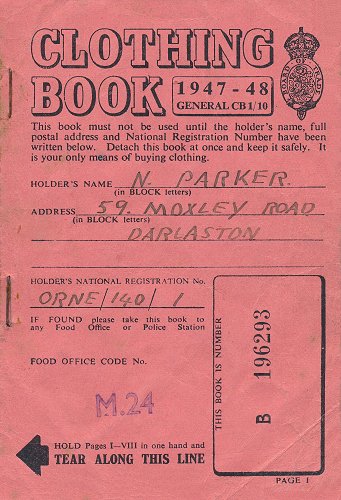 CLOTHING
BOOK 1947-48
GENERAL CB 1/10
BOARD OF TRADE
This book must not be used until the holder's name, full
postal address and National Registration Number have been
written below. Detach this book at once and keep it safely. It
is your only means of buying clothing.
HOLDER'S NAME N. PARKER.
(in BLOCK letters)
ADDRESS 59. MOXLEY ROAD
(in BLOCK letters)
DARLASTON
HOLDER'S NATIONAL REGISTRATION No.
ORNE/140/1
IF FOUND please take this book to
any Food Office or Police Station
FOOD OFFICE CODE No.
M.24
THIS BOOK IS NUMBER
B 196293
HOLD Pages I—VIII in one hand and
TEAR ALONG THIS LINE
PAGE I